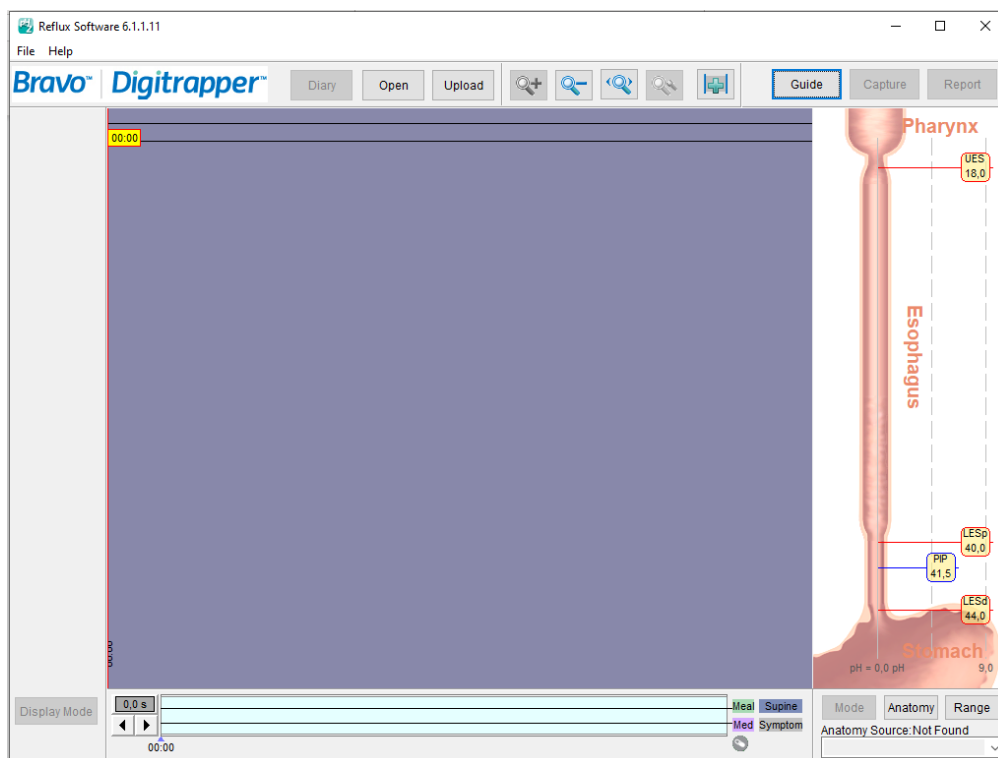 Reflux Software 6.1.1.11
File Help
Bravo™ Digitrapper™ Diary Open Upload Guide Capture Report
Pharynx
00:00
UES
18,0
Esophagus
LESp
40,0
PIP
41,5
LESd
44,0
Stomach
pH = 0,0 pH 9,0
Display Mode
0,0 s
Meal Supine
Med Symptom
00:00
Mode Anatomy Range
Anatomy Source:Not Found